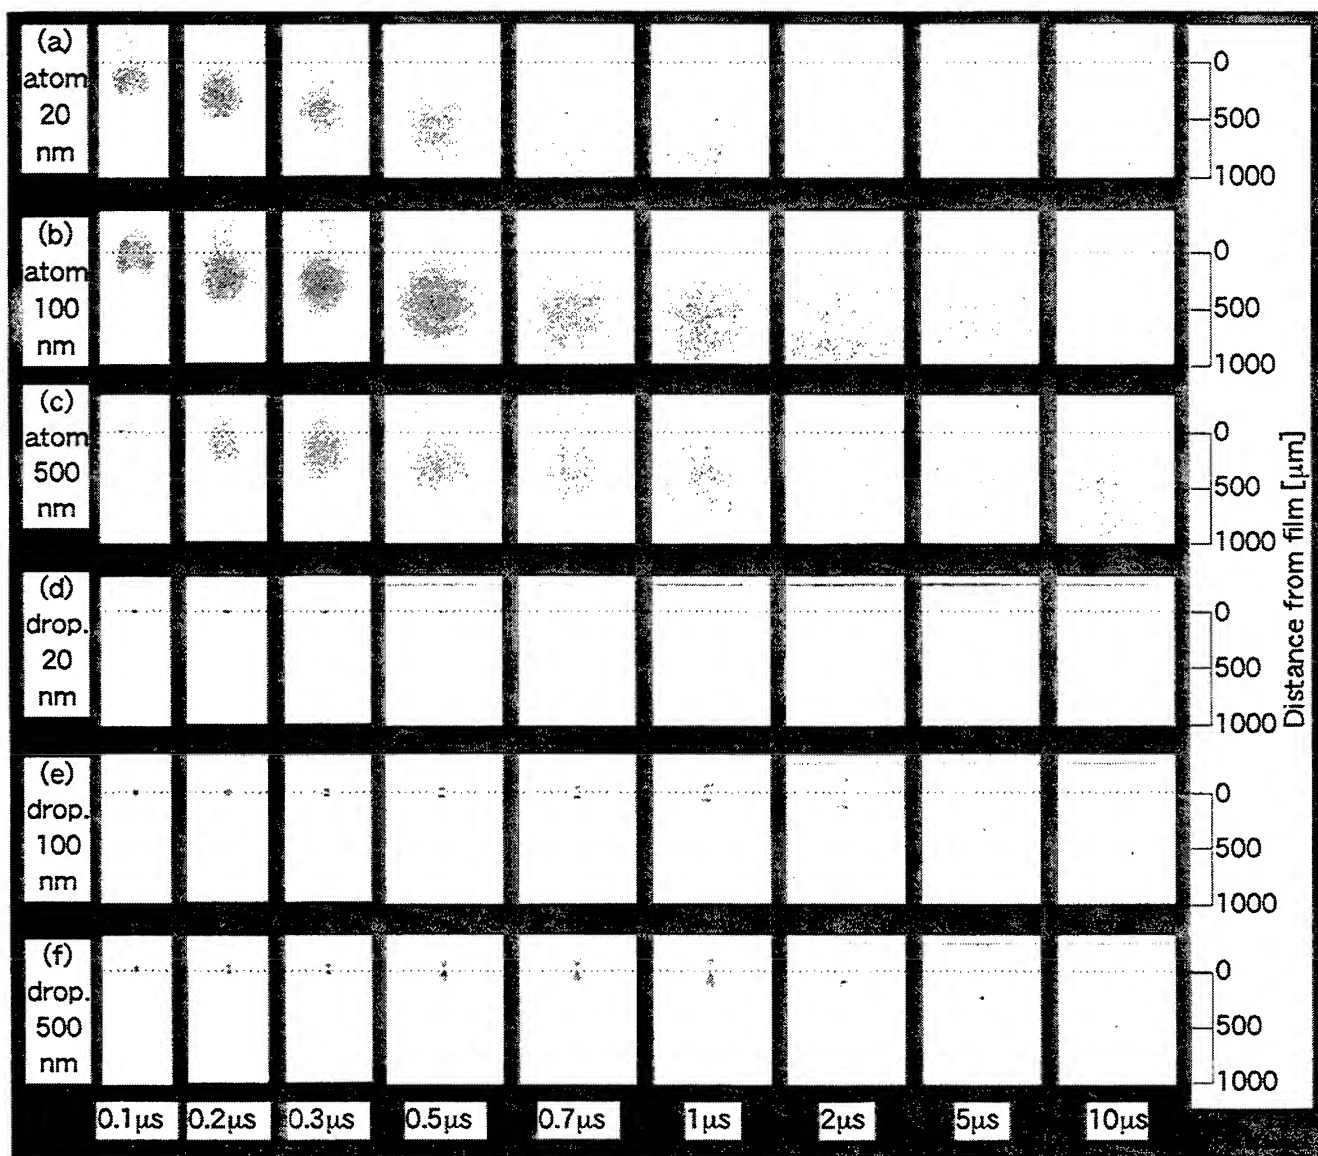 (a)
atom
20
nm
0
500
1000
(b)
atom
100
nm
0
500
1000
(c)
atom
500
nm
0
500
1000
(d)
drop.
20
nm
0
500
1000
(e)
drop.
100
nm
0
500
1000
(f)
drop.
500
nm
0
500
1000
Distance from film [μm]
0.1μs 0.2μs 0.3μs 0.5μs 0.7μs 1μs 2μs 5μs 10μs